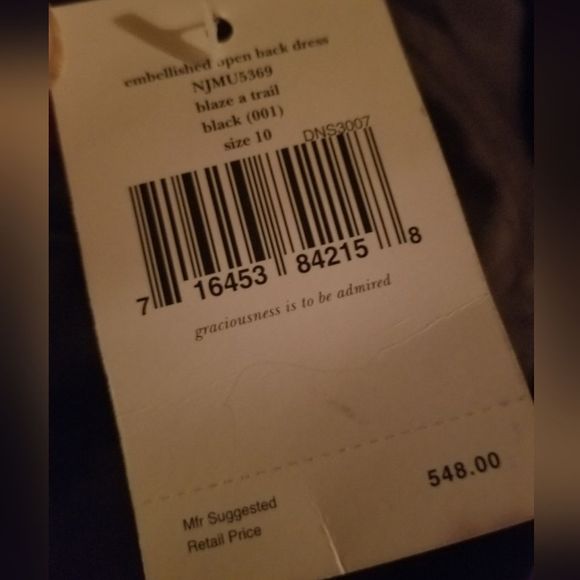 embellished open back dress
NJMU5369
blaze a trail
black (001)
size 10
DNS3007
7 16453 84215 8
graciousness is to be admired
548.00
Mfr Suggested
Retail Price